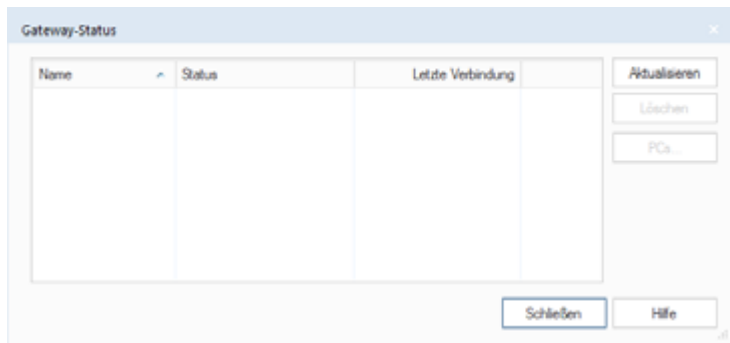 Gateway-Status
Name Status Letzte Verbindung
Aktualisieren
Löschen
PCs...
Schließen Hilfe